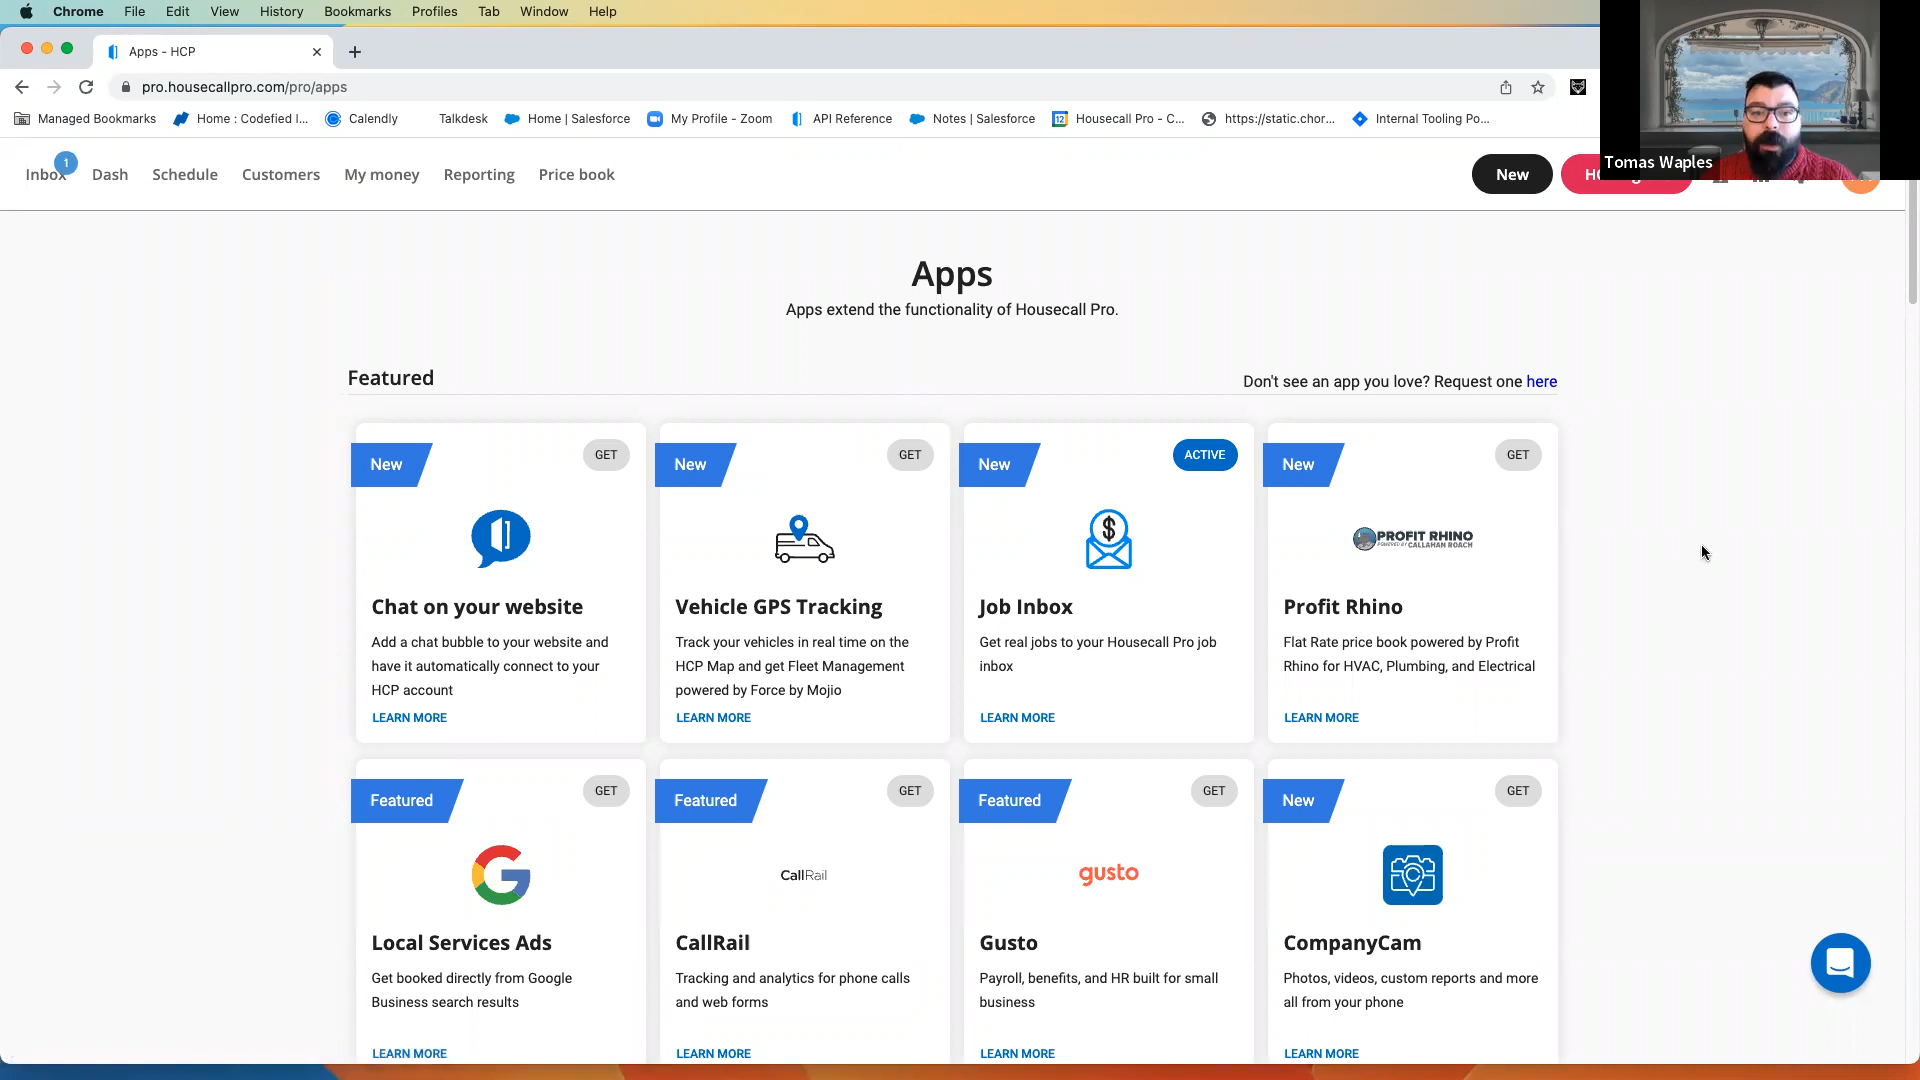 Chrome File Edit View History Bookmarks Profiles Tab Window Help
Apps - HCP
pro.housecallpro.com/pro/apps
Managed Bookmarks Home : Codefied I... Calendly Talkdesk Home | Salesforce My Profile - Zoom API Reference Notes | Salesforce 12 Housecall Pro - C... https://static.chor... Internal Tooling Po...
Tomas Waples
1
Inbox Dash Schedule Customers My money Reporting Price book New
Apps
Apps extend the functionality of Housecall Pro.
Featured
Don't see an app you love? Request one here
New GET New GET New ACTIVE New GET
PROFIT RHINO
POWERED BY CALLAHAN ROACH
Chat on your website
Add a chat bubble to your website and
have it automatically connect to your
HCP account
LEARN MORE
Vehicle GPS Tracking
Track your vehicles in real time on the
HCP Map and get Fleet Management
powered by Force by Mojio
LEARN MORE
$
Job Inbox
Get real jobs to your Housecall Pro job
inbox
LEARN MORE
Profit Rhino
Flat Rate price book powered by Profit
Rhino for HVAC, Plumbing, and Electrical
LEARN MORE
Featured GET Featured GET Featured GET New GET
G
Local Services Ads
Get booked directly from Google
Business search results
LEARN MORE
CallRail
CallRail
Tracking and analytics for phone calls
and web forms
LEARN MORE
gusto
Gusto
Payroll, benefits, and HR built for small
business
LEARN MORE
CompanyCam
Photos, videos, custom reports and more
all from your phone
LEARN MORE